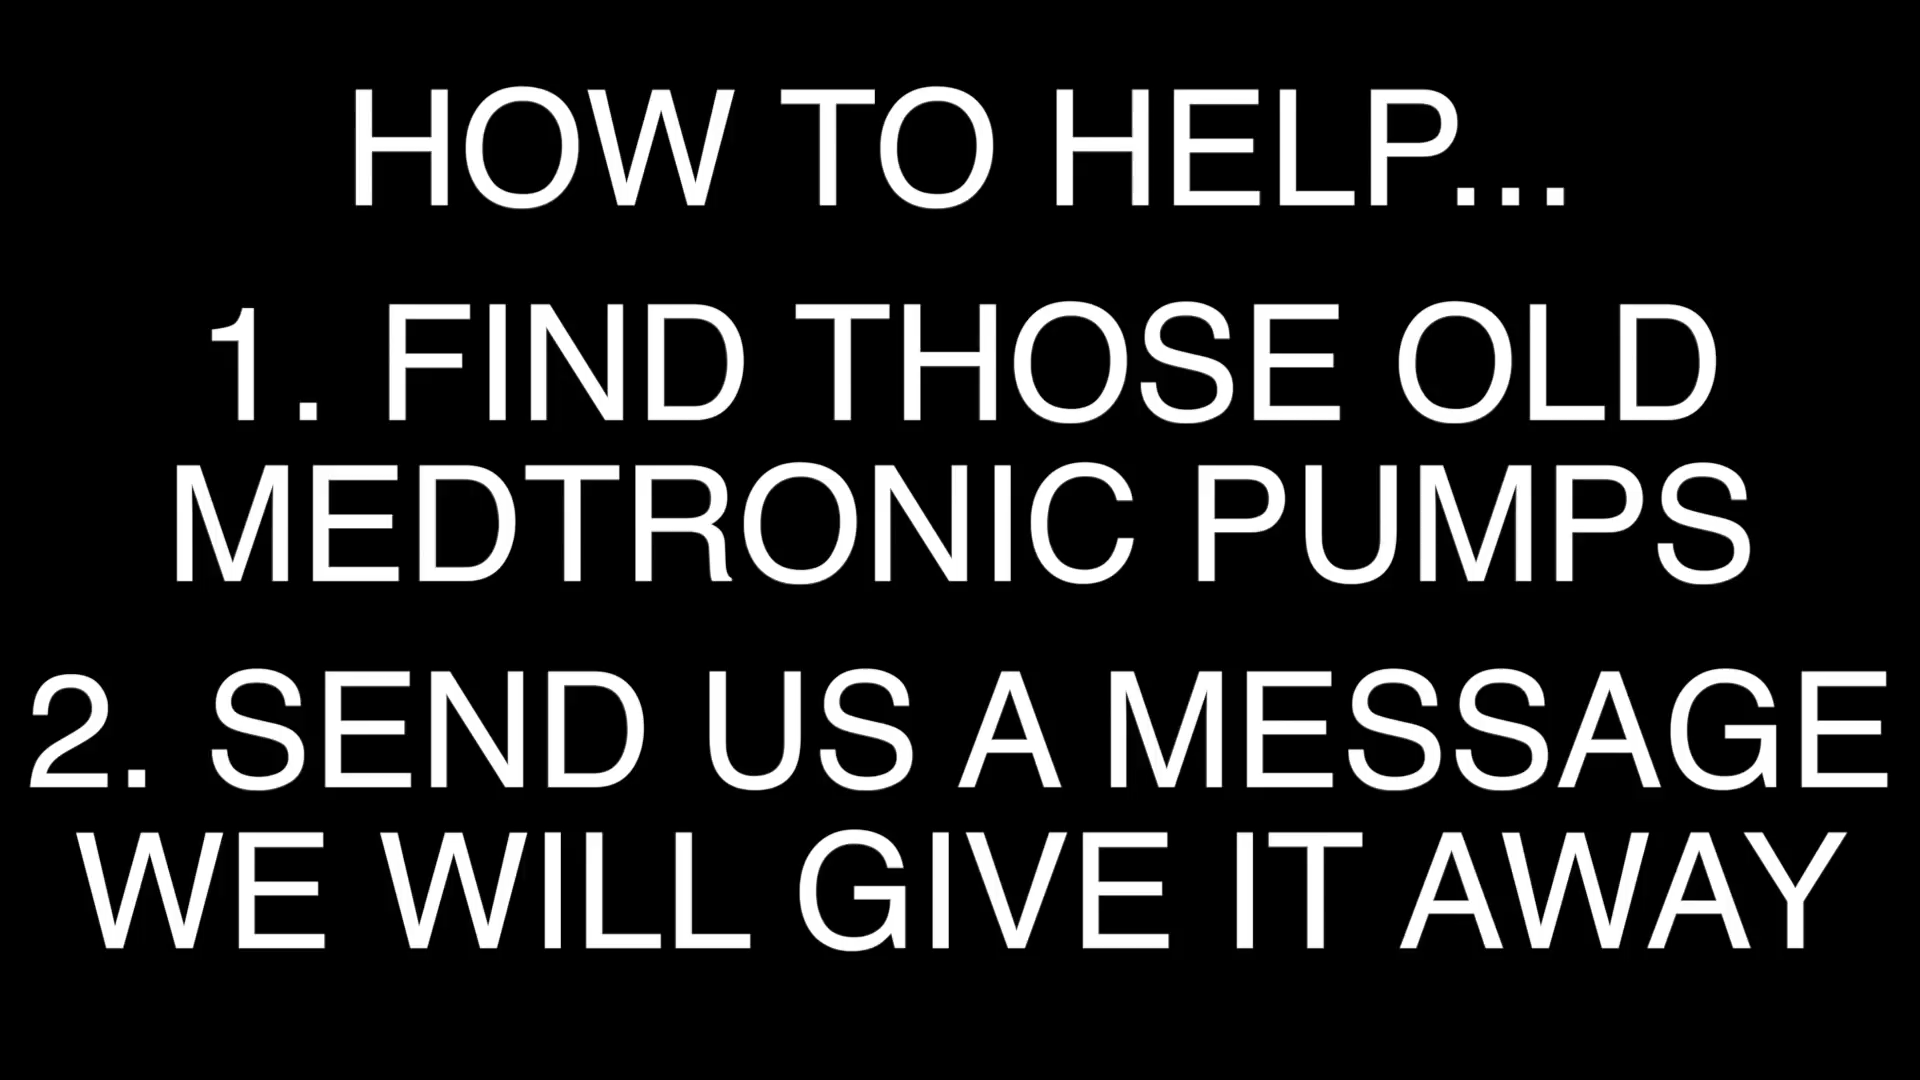 HOW TO HELP...
1. FIND THOSE OLD
MEDTRONIC PUMPS
2. SEND US A MESSAGE
WE WILL GIVE IT AWAY